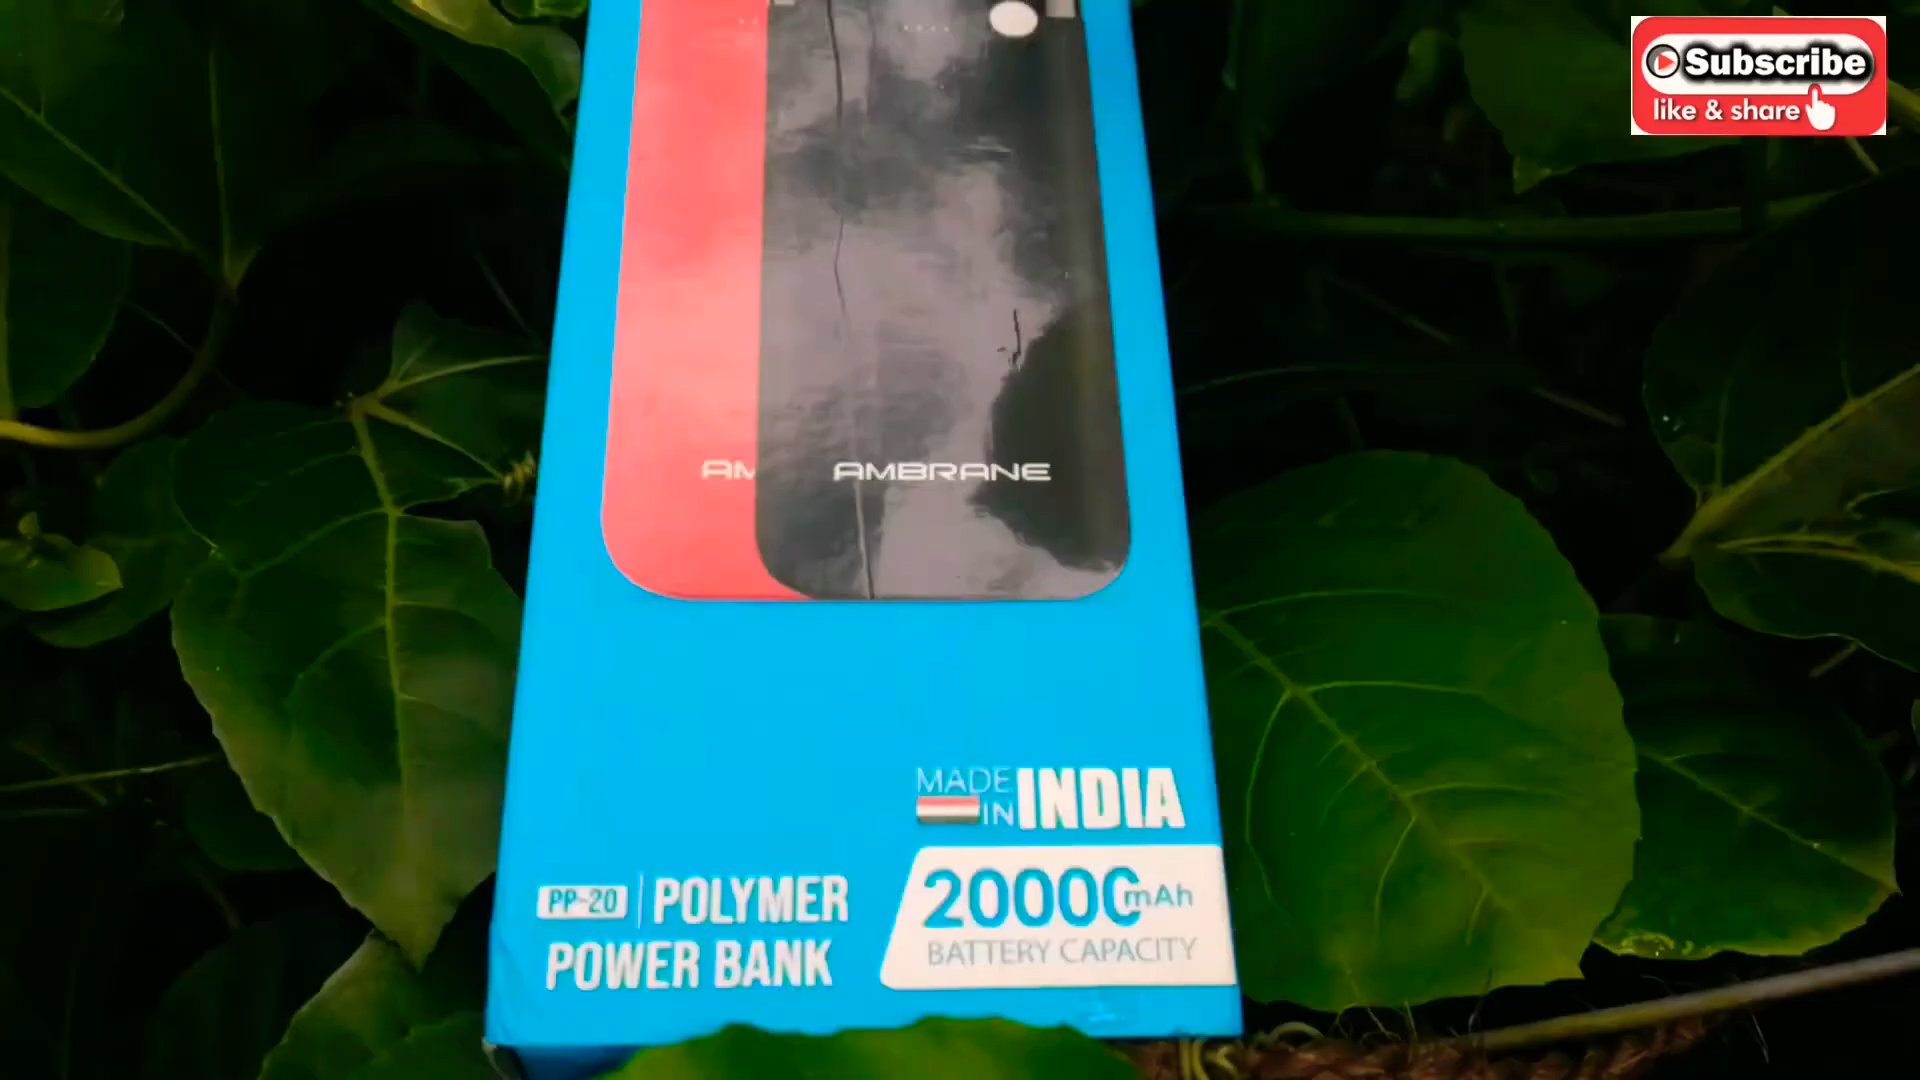 Subscribe
like & share
AM
AMBRANE
MADE
IN INDIA
PP-20 | POLYMER
POWER BANK
20000mAh
BATTERY CAPACITY